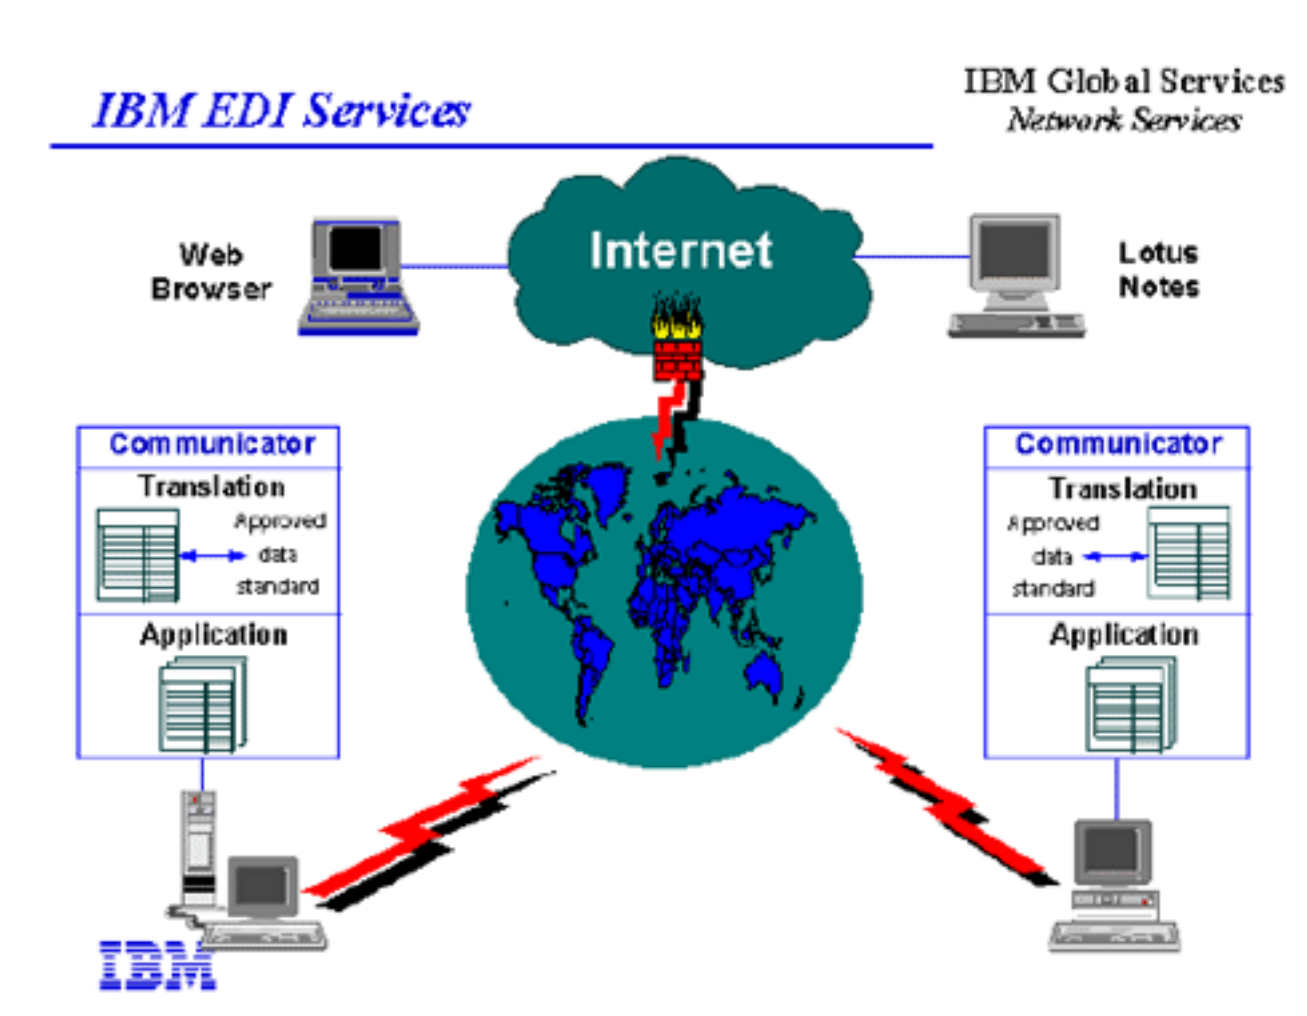 IBM EDI Services
IBM Global Services
Network Services
Internet
Web
Browser
Lotus
Notes
Communicator
Translation
Approved
data
standard
Application
Communicator
Translation
Approved
data
standard
Application
IBM